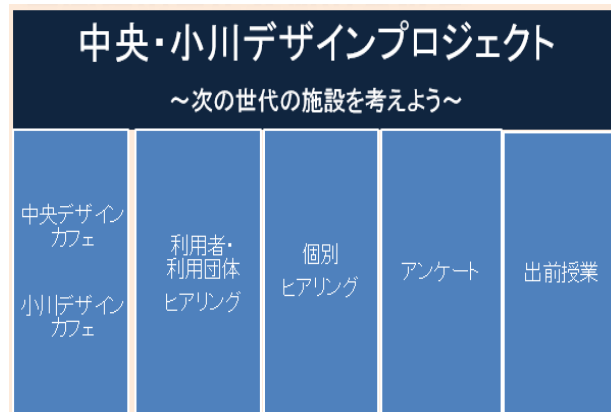 中央・小川デザインプロジェクト
～次の世代の施設を考えよう～
中央デザイン
カフェ
小川デザイン
カフェ
利用者・
利用団体
ヒアリング
個別
ヒアリング
アンケート
出前授業